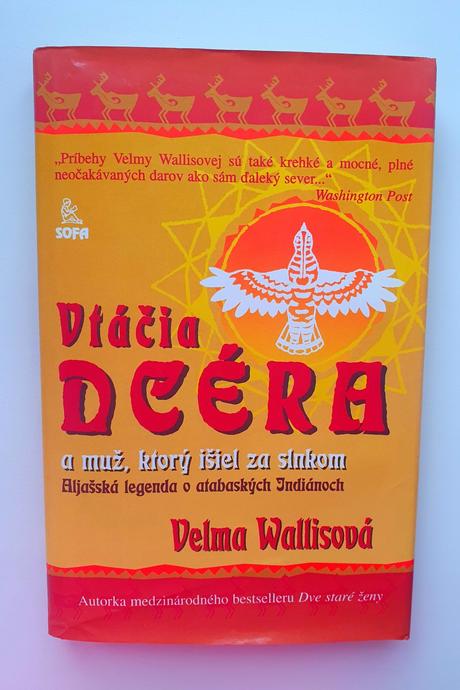 „Príbehy Velmy Wallisovej sú také krehké a mocné, plné
neočakávaných darov ako sám ďaleký sever...“
Washington Post
SOFA
Vtáčia
DCÉRA
a muž, ktorý išiel za slnkom
Aljašská legenda o atabaských Indiánoch
Velma Wallisová
Autorka medzinárodného bestselleru Dve staré ženy